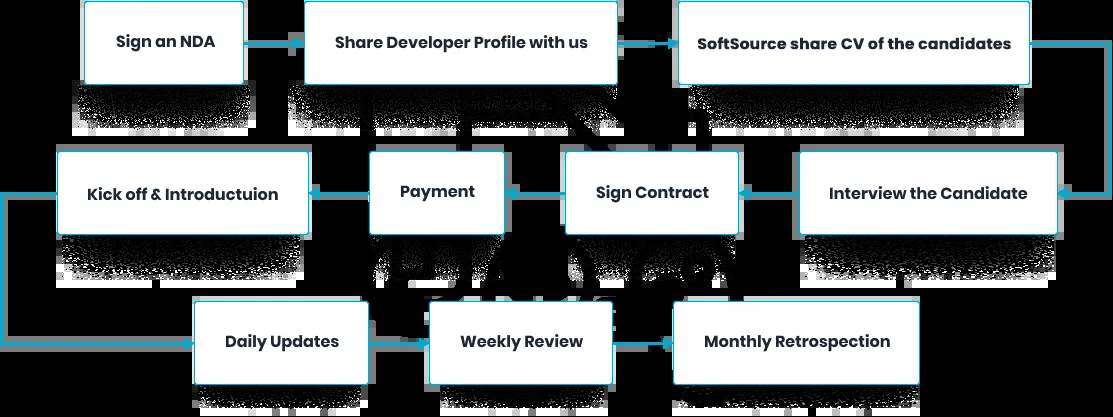 Sign an NDA
Share Developer Profile with us
SoftSource share CV of the candidates
Interview the Candidate
Sign Contract
Payment
Kick off & Introductuion
Daily Updates
Weekly Review
Monthly Retrospection